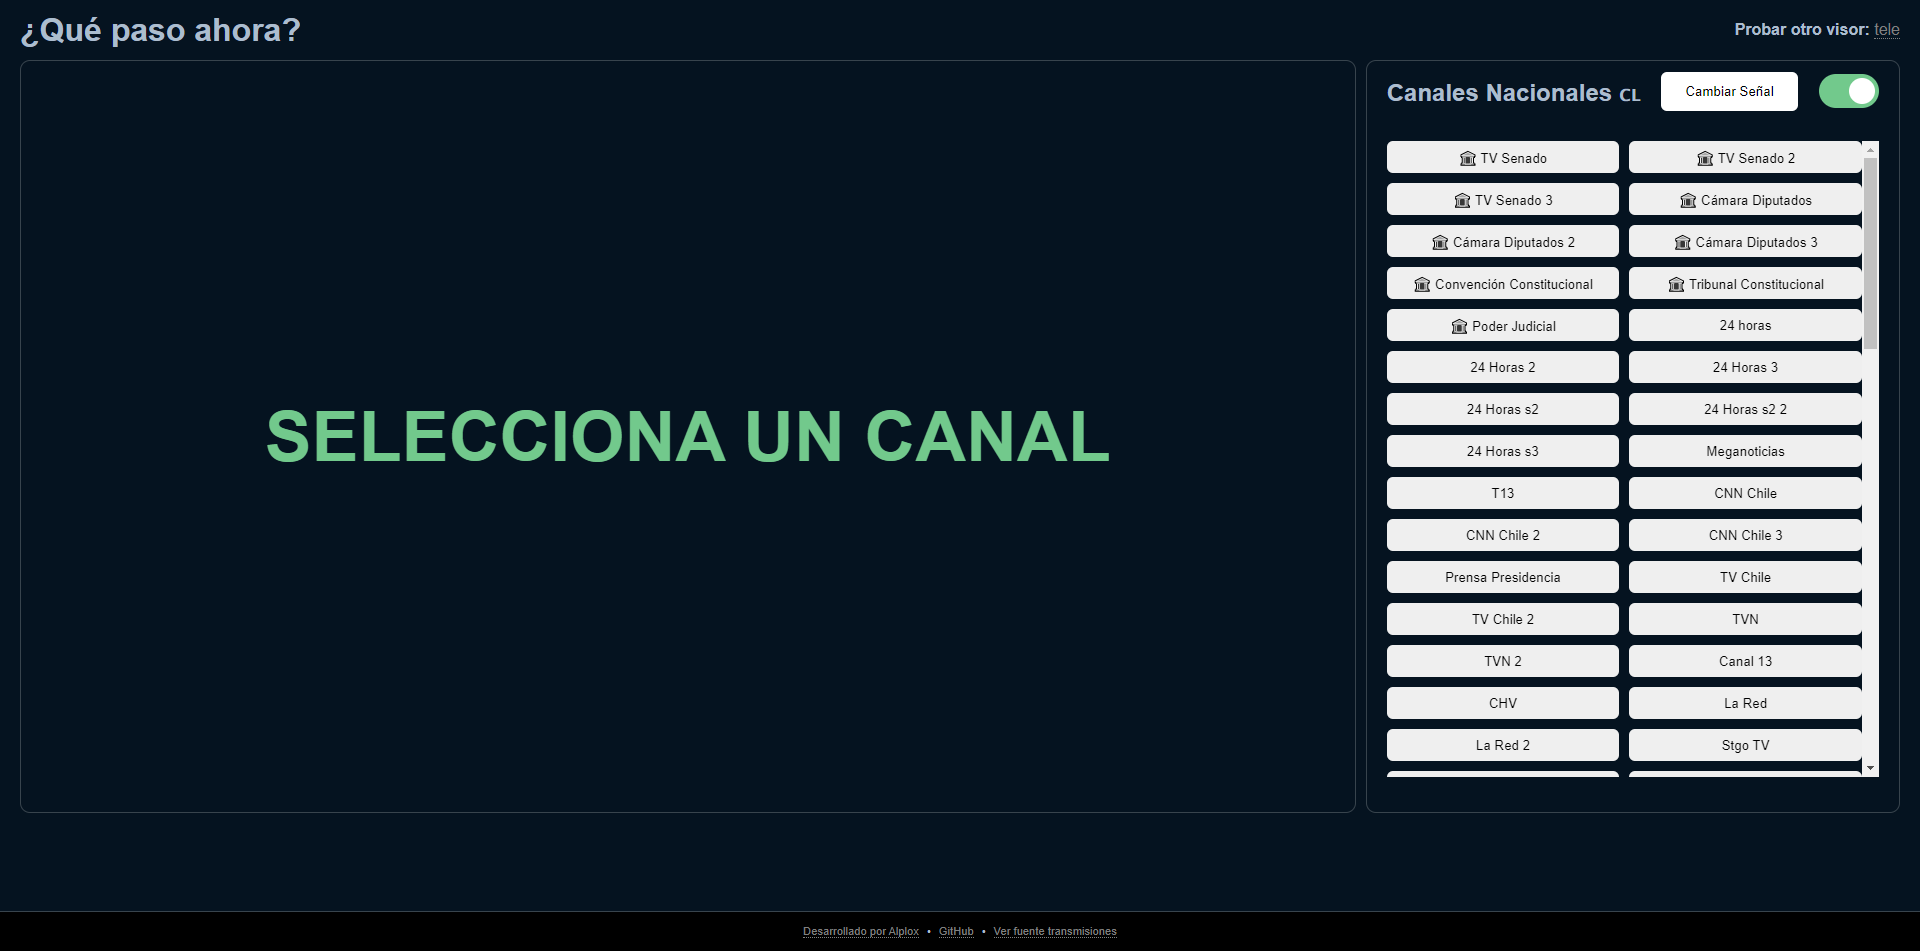 ¿Qué paso ahora?
Probar otro visor: tele
SELECCIONA UN CANAL
Canales Nacionales CL
Cambiar Señal
TV Senado
TV Senado 2
TV Senado 3
Cámara Diputados
Cámara Diputados 2
Cámara Diputados 3
Convención Constitucional
Tribunal Constitucional
Poder Judicial
24 horas
24 Horas 2
24 Horas 3
24 Horas s2
24 Horas s2 2
24 Horas s3
Meganoticias
T13
CNN Chile
CNN Chile 2
CNN Chile 3
Prensa Presidencia
TV Chile
TV Chile 2
TVN
TVN 2
Canal 13
CHV
La Red
La Red 2
Stgo TV
Desarrollado por Alplox • GitHub • Ver fuente transmisiones